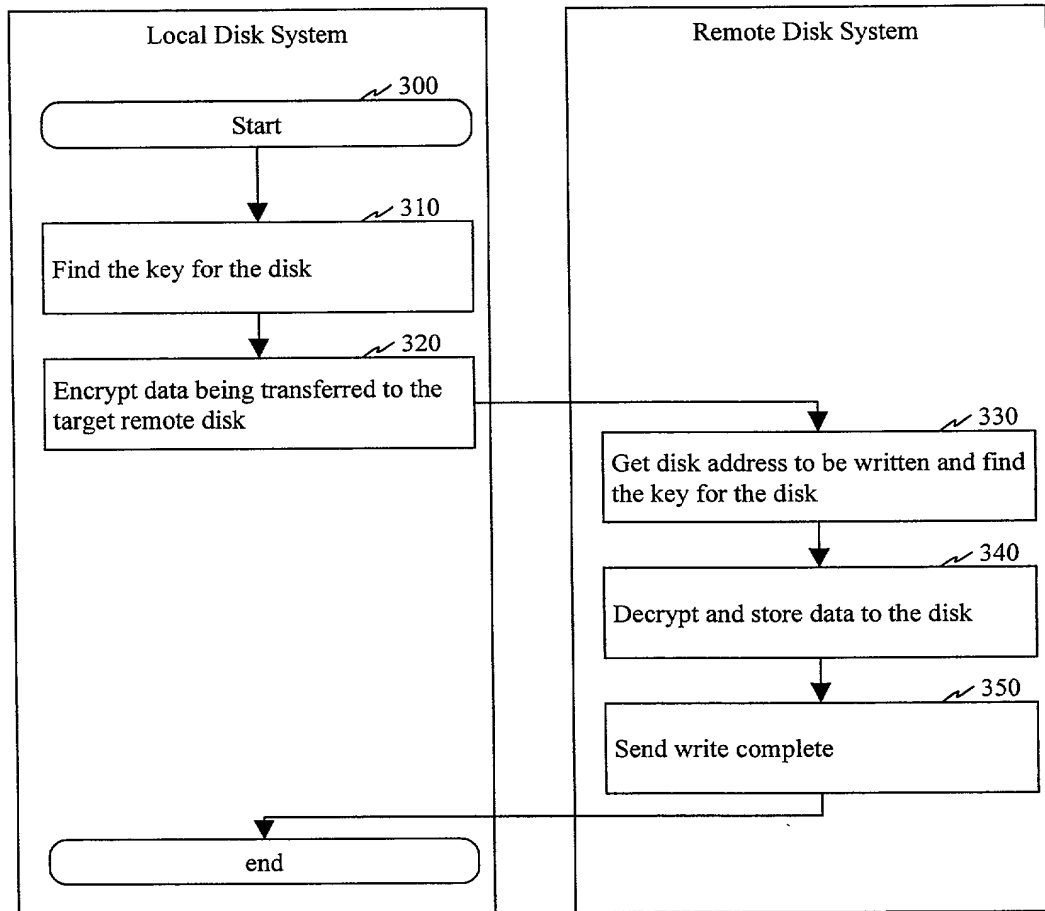 Local Disk System
300
Start
310
Find the key for the disk
320
Encrypt data being transferred to the
target remote disk
end
Remote Disk System
330
Get disk address to be written and find
the key for the disk
340
Decrypt and store data to the disk
350
Send write complete